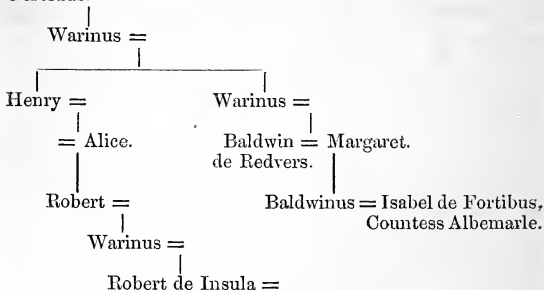 Warinus =
Henry = Warinus =
= Alice. Baldwin = Margaret.
de Redvers.
Robert = Baldwinus = Isabel de Fortibus,
Countess Albemarle.
Warinus =
Robert de Insula =